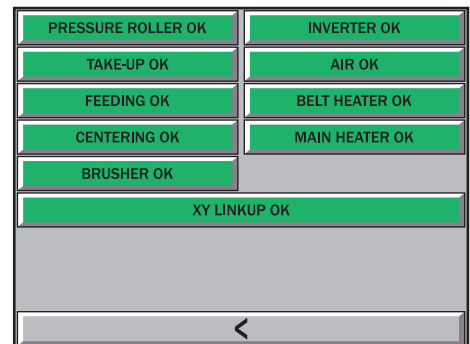 PRESSURE ROLLER OK
INVERTER OK
TAKE-UP OK
AIR OK
FEEDING OK
BELT HEATER OK
CENTERING OK
MAIN HEATER OK
BRUSHER OK
XY LINKUP OK
<